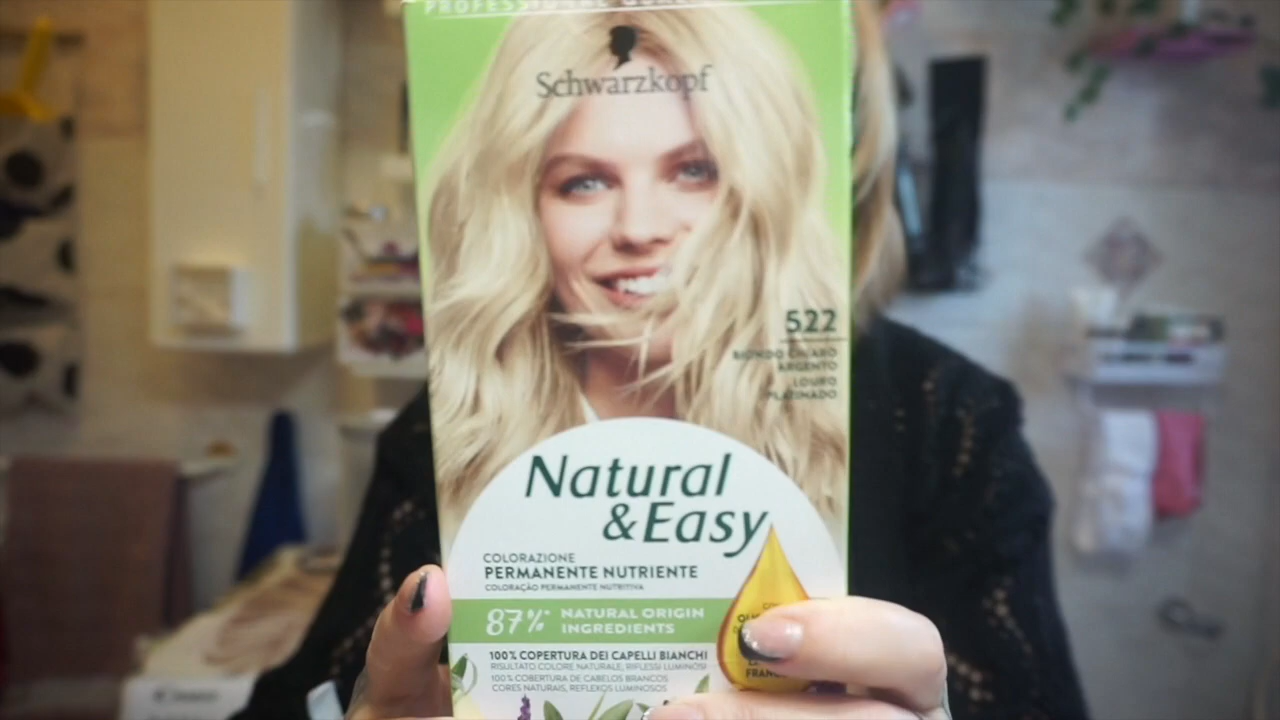 PROFESSIONAL
Schwarzkopf
522
BIONDO CHIARO
ARGENTO
LOURO
PLATINADO
Natural
&Easy
COLORAZIONE
PERMANENTE NUTRIENTE
COLORAÇÃO PERMANENTE NUTRITIVA
87%* NATURAL ORIGIN
INGREDIENTS
100% COPERTURA DEI CAPELLI BIANCHI
RISULTATO COLORE NATURALE, RIFLESSI LUMINOSI
100% COBERTURA DE CABELOS BRANCOS
CORES NATURAIS, REFLEXOS LUMINOSOS